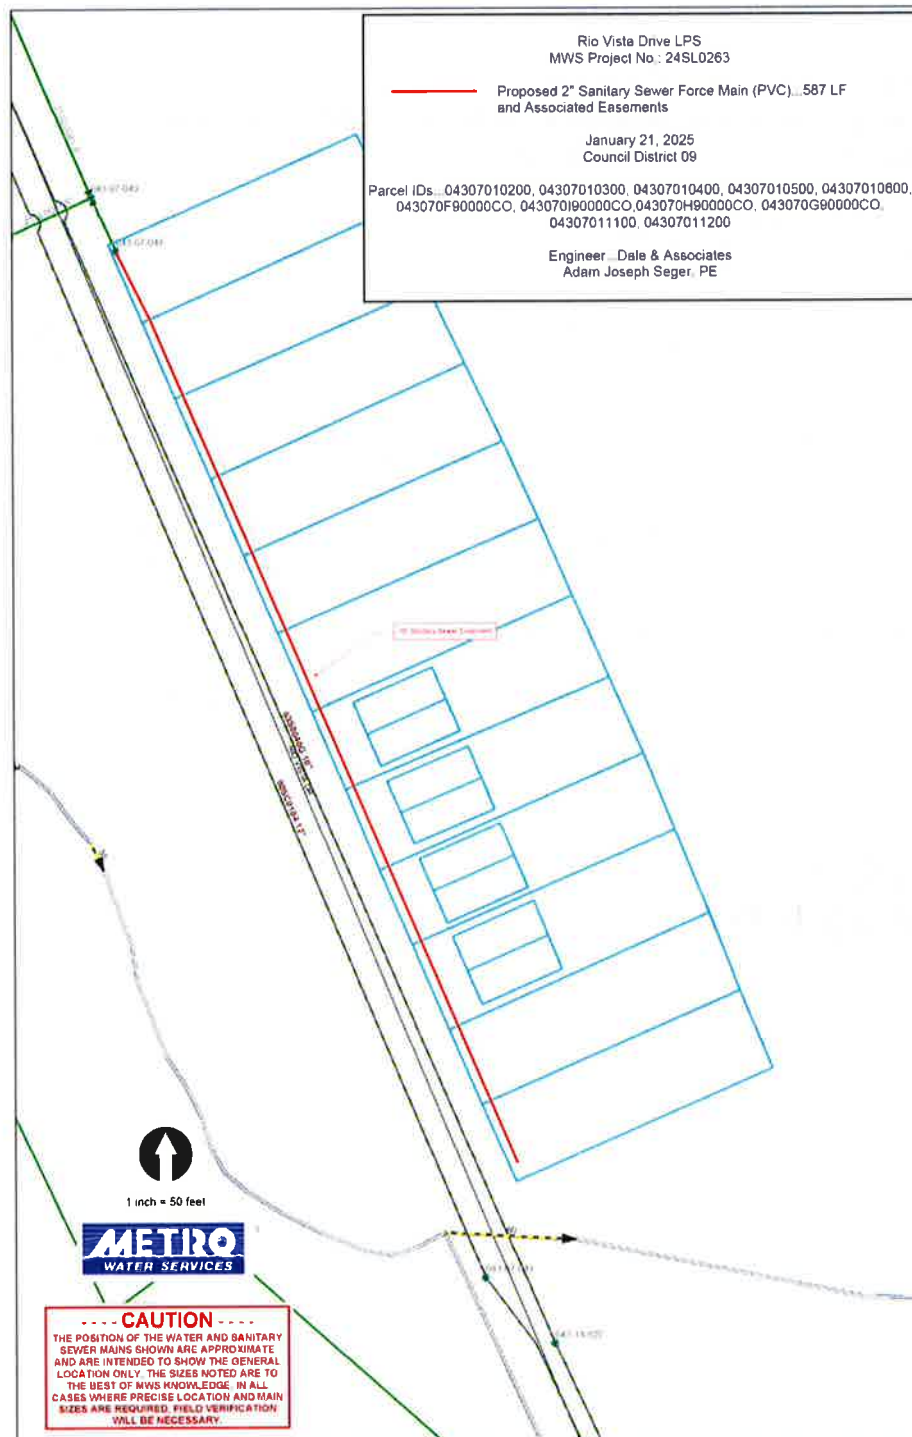 Rio Vista Drive LPS
MWS Project No.: 24SL0263
Proposed 2" Sanitary Sewer Force Main (PVC)...587 LF
and Associated Easements
January 21, 2025
Council District 09
Parcel IDs...04307010200, 04307010300, 04307010400, 04307010500, 04307010600,
043070F90000CO, 043070I90000CO,043070H90000CO, 043070G90000CO,
04307011100, 04307011200
Engineer...Dale & Associates
Adam Joseph Seger, PE
Sanitary Sewer Easement
1 inch = 50 feet
METRO
WATER SERVICES
- - - - CAUTION - - - -
THE POSITION OF THE WATER AND SANITARY
SEWER MAINS SHOWN ARE APPROXIMATE
AND ARE INTENDED TO SHOW THE GENERAL
LOCATION ONLY. THE SIZES NOTED ARE TO
THE BEST OF MWS KNOWLEDGE. IN ALL
CASES WHERE PRECISE LOCATION AND MAIN
SIZES ARE REQUIRED, FIELD VERIFICATION
WILL BE NECESSARY.